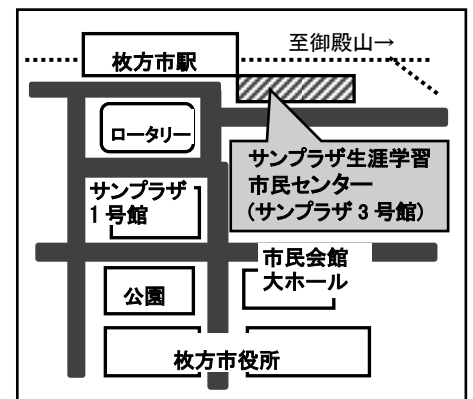 至御殿山→
枚方市駅
ロータリー
サンプラザ生涯学習
市民センター
(サンプラザ3号館)
サンプラザ
1号館
市民会館
大ホール
公園
枚方市役所